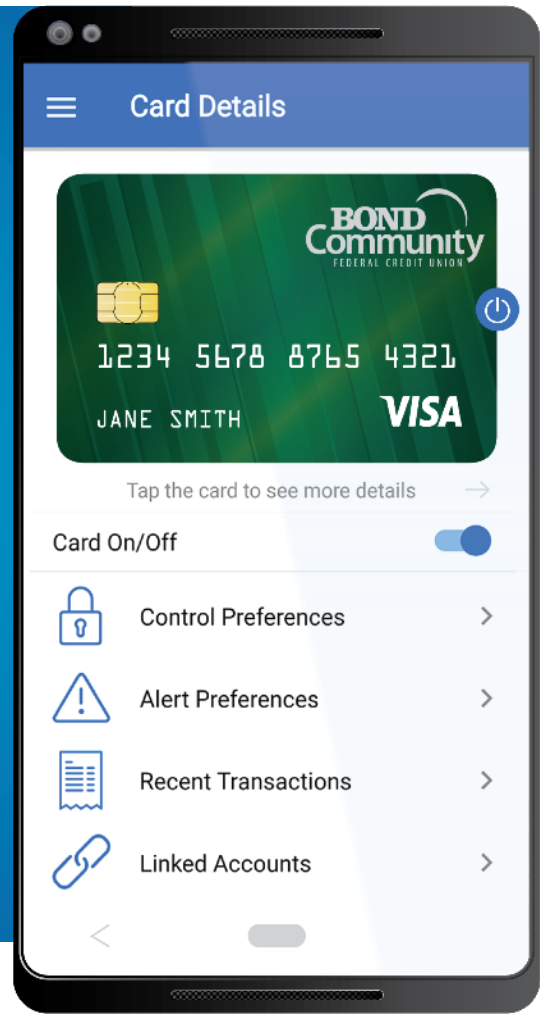 Card Details
BOND
Community
FEDERAL CREDIT UNION
1234 5678 8765 4321
JANE SMITH
VISA
Tap the card to see more details
Card On/Off
Control Preferences
Alert Preferences
Recent Transactions
Linked Accounts